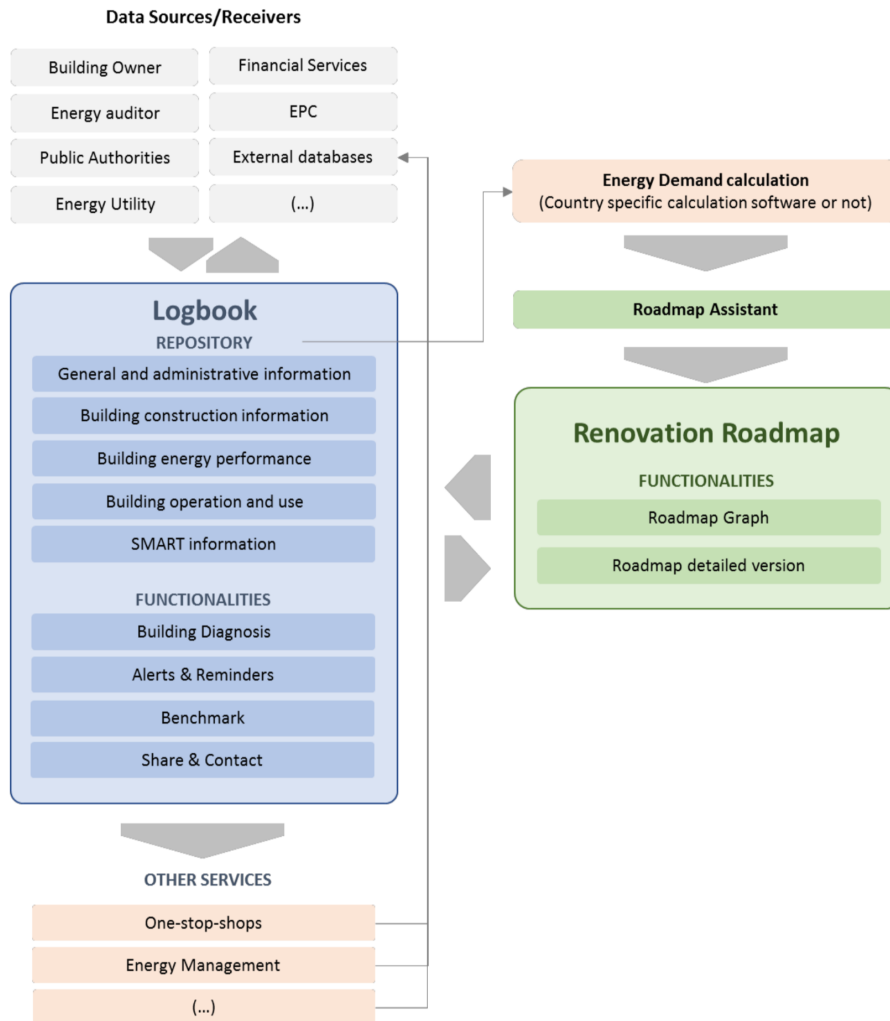 Data Sources/Receivers
Building Owner
Financial Services
Energy auditor
EPC
Public Authorities
External databases
Energy Utility
(...)
Energy Demand calculation
(Country specific calculation software or not)
Roadmap Assistant
Logbook
REPOSITORY
General and administrative information
Building construction information
Building energy performance
Building operation and use
SMART information
FUNCTIONALITIES
Building Diagnosis
Alerts & Reminders
Benchmark
Share & Contact
Renovation Roadmap
FUNCTIONALITIES
Roadmap Graph
Roadmap detailed version
OTHER SERVICES
One-stop-shops
Energy Management
(...)